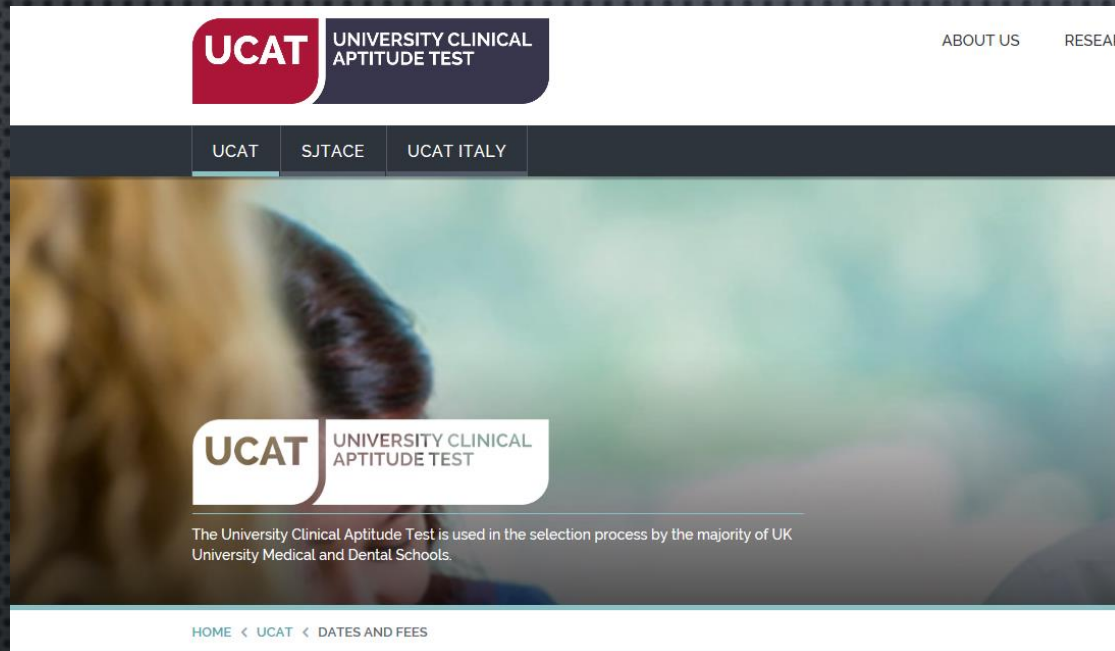 UCAT
UNIVERSITY CLINICAL
APTITUDE TEST
ABOUT US
UCAT SJTACE UCAT ITALY
UCAT
UNIVERSITY CLINICAL
APTITUDE TEST
The University Clinical Aptitude Test is used in the selection process by the majority of UK
University Medical and Dental Schools.
HOME < UCAT < DATES AND FEES